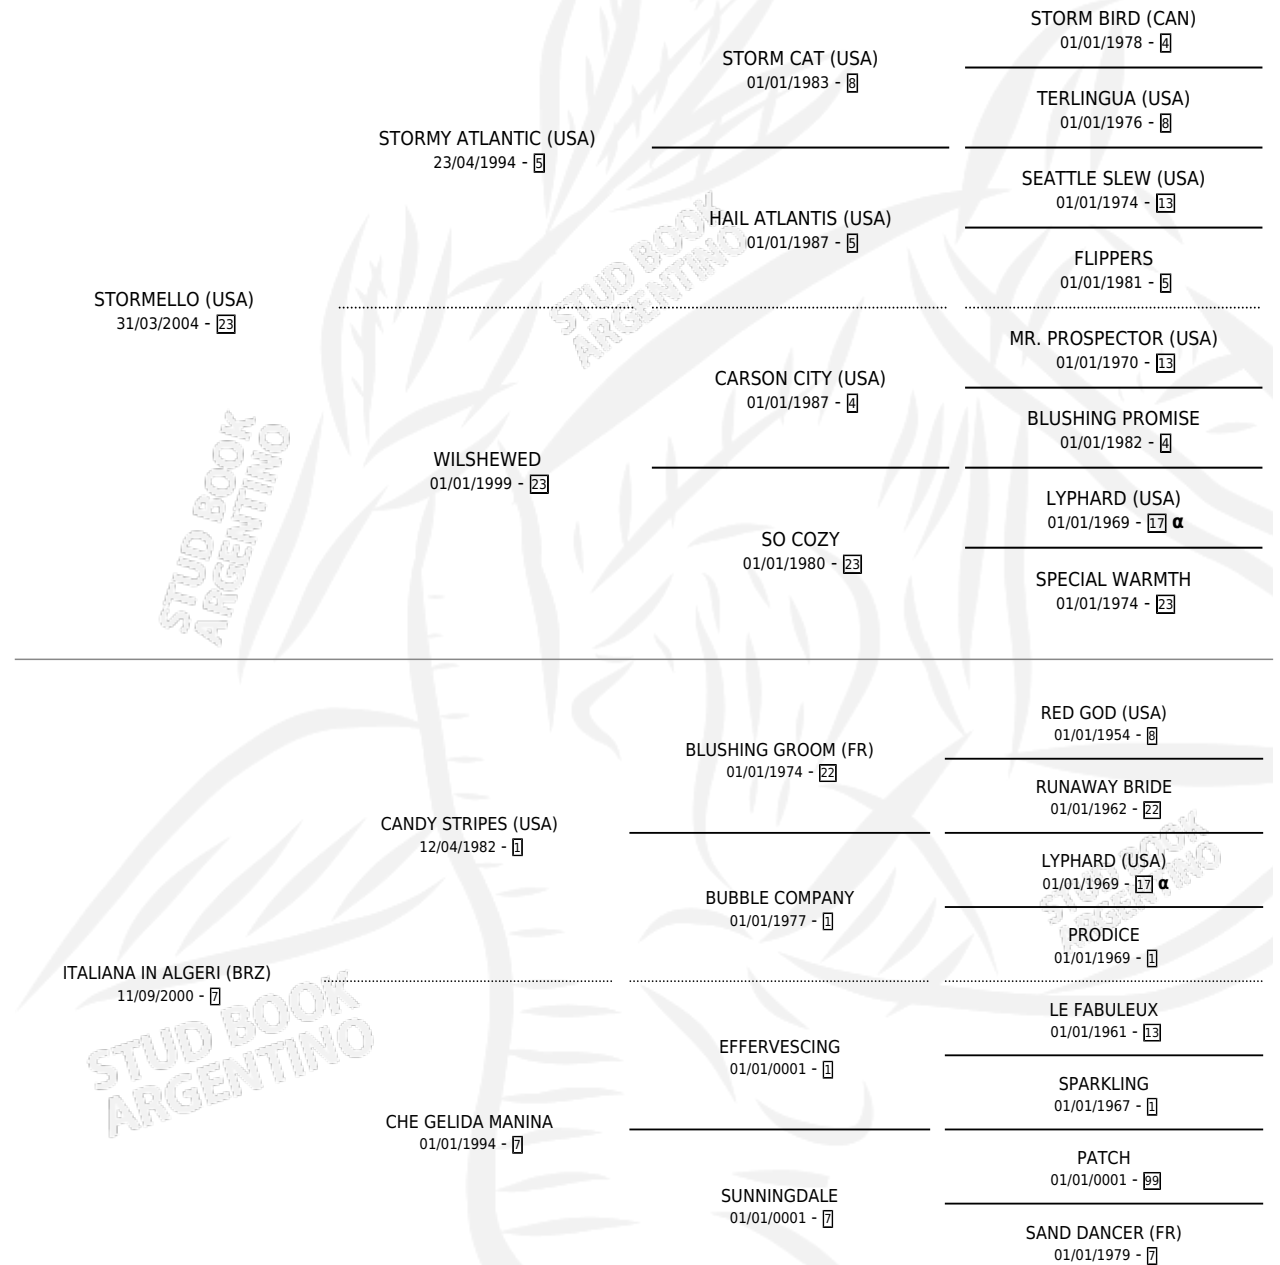 STORMELLO (USA)
31/03/2004 - 23
STORMY ATLANTIC (USA)
23/04/1994 - 5
WILSHEWED
01/01/1999 - 23
STORM CAT (USA)
01/01/1983 - 8
HAIL ATLANTIS (USA)
01/01/1987 - 5
CARSON CITY (USA)
01/01/1987 - 4
SO COZY
01/01/1980 - 23
STORM BIRD (CAN)
01/01/1978 - 4
TERLINGUA (USA)
01/01/1976 - 8
SEATTLE SLEW (USA)
01/01/1974 - 13
FLIPPERS
01/01/1981 - 5
MR. PROSPECTOR (USA)
01/01/1970 - 13
BLUSHING PROMISE
01/01/1982 - 4
LYPHARD (USA)
01/01/1969 - 17 α
SPECIAL WARMTH
01/01/1974 - 23
ITALIANA IN ALGERI (BRZ)
11/09/2000 - 7
CANDY STRIPES (USA)
12/04/1982 - 1
CHE GELIDA MANINA
01/01/1994 - 7
BLUSHING GROOM (FR)
01/01/1974 - 22
BUBBLE COMPANY
01/01/1977 - 1
EFFERVESCING
01/01/0001 - 1
SUNNINGDALE
01/01/0001 - 7
RED GOD (USA)
01/01/1954 - 8
RUNAWAY BRIDE
01/01/1962 - 22
LYPHARD (USA)
01/01/1969 - 17 α
PRODICE
01/01/1969 - 1
LE FABULEUX
01/01/1961 - 13
SPARKLING
01/01/1967 - 1
PATCH
01/01/0001 - 99
SAND DANCER (FR)
01/01/1979 - 7
STUD BOOK
ARGENTINO
STUD BOOK
ARGENTINO
STUD BOOK
ARGENTINO
STUD BOOK
ARGENTINO